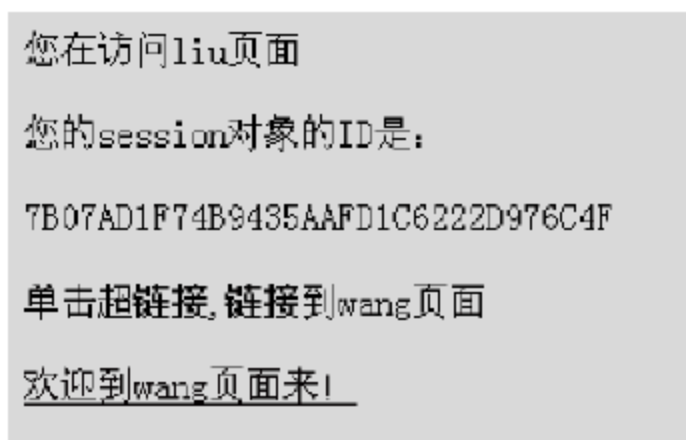 您在访问liu页面
您的session对象的ID是：
7B07AD1F74B9435AAFD1C6222D976C4F
单击超链接,链接到wang页面
欢迎到wang页面来！